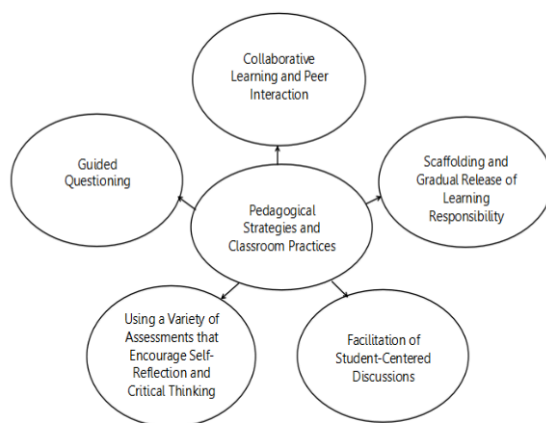 Collaborative
Learning and Peer
Interaction
Guided
Questioning
Scaffolding and
Gradual Release of
Learning
Responsibility
Pedagogical
Strategies and
Classroom Practices
Using a Variety of
Assessments that
Encourage Self-
Reflection and
Critical Thinking
Facilitation of
Student-Centered
Discussions